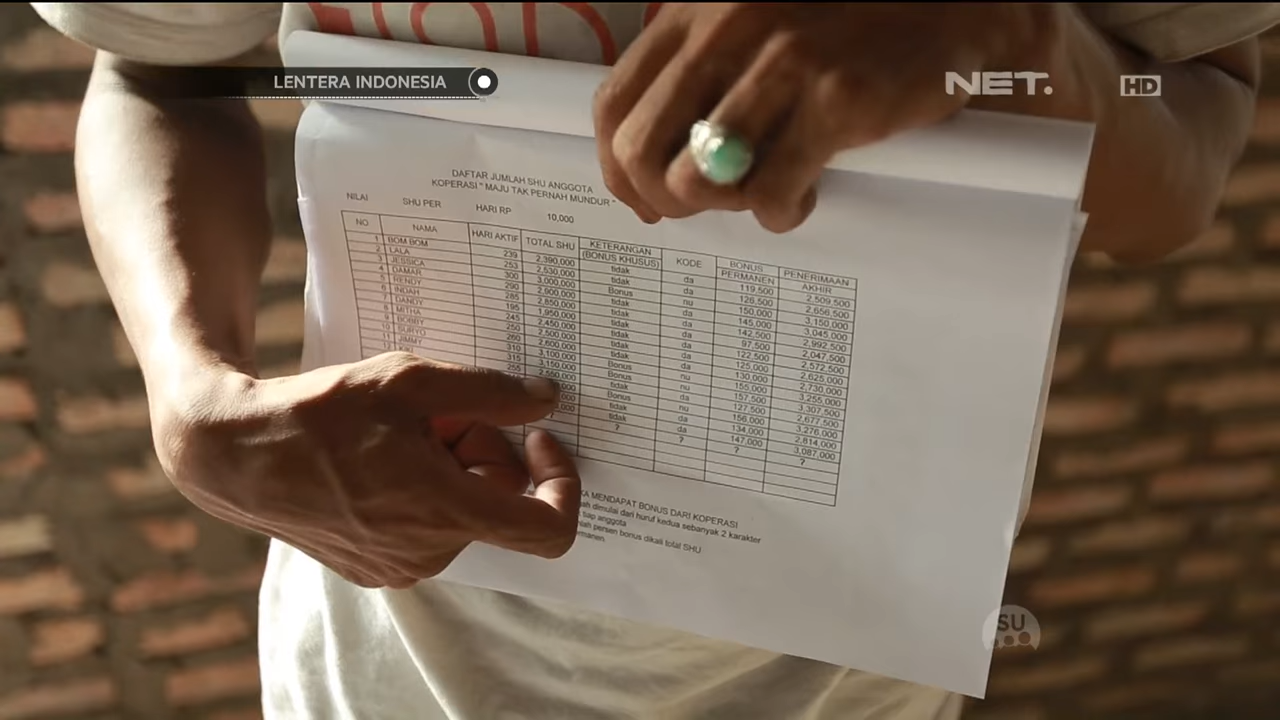 LENTERA INDONESIA
NET. HD
DAFTAR JUMLAH SHU ANGGOTA
KOPERASI " MAJU TAK PERNAH MUNDUR "
NILAI SHU PER HARI RP 10,000
NO NAMA HARI AKTIF TOTAL SHU KETERANGAN (BONUS KHUSUS) KODE BONUS PERMANEN PENERIMAAN AKHIR
1 BOM BOM 239 2,390,000 tidak da 119,500 2,509,500
2 LALA 253 2,530,000 tidak da 126,500 2,656,500
3 JESSICA 300 3,000,000 Bonus nu 150,000 3,150,000
4 DAMAR 290 2,900,000 tidak da 145,000 3,045,000
5 RENDY 285 2,850,000 tidak da 142,500 2,992,500
6 INDAH 195 1,950,000 tidak da 97,500 2,047,500
7 DANDY 245 2,450,000 tidak da 122,500 2,572,500
8 MITHA 250 2,500,000 tidak da 125,000 2,625,000
9 BOBBY 260 2,600,000 tidak da 130,000 2,730,000
10 SURYO 310 3,100,000 Bonus nu 155,000 3,255,000
11 JIMMY 315 3,150,000 Bonus nu 157,500 3,307,500
255 2,550,000 tidak da 127,500 2,677,500
Bonus nu 156,000 3,276,000
tidak da 134,000 2,814,000
tidak da 147,000 3,087,000
? ? ? ? ?
MENDAPAT BONUS DARI KOPERASI
dimulai dari huruf kedua sebanyak 2 karakter
tiap anggota
persen bonus dikali total SHU
SU